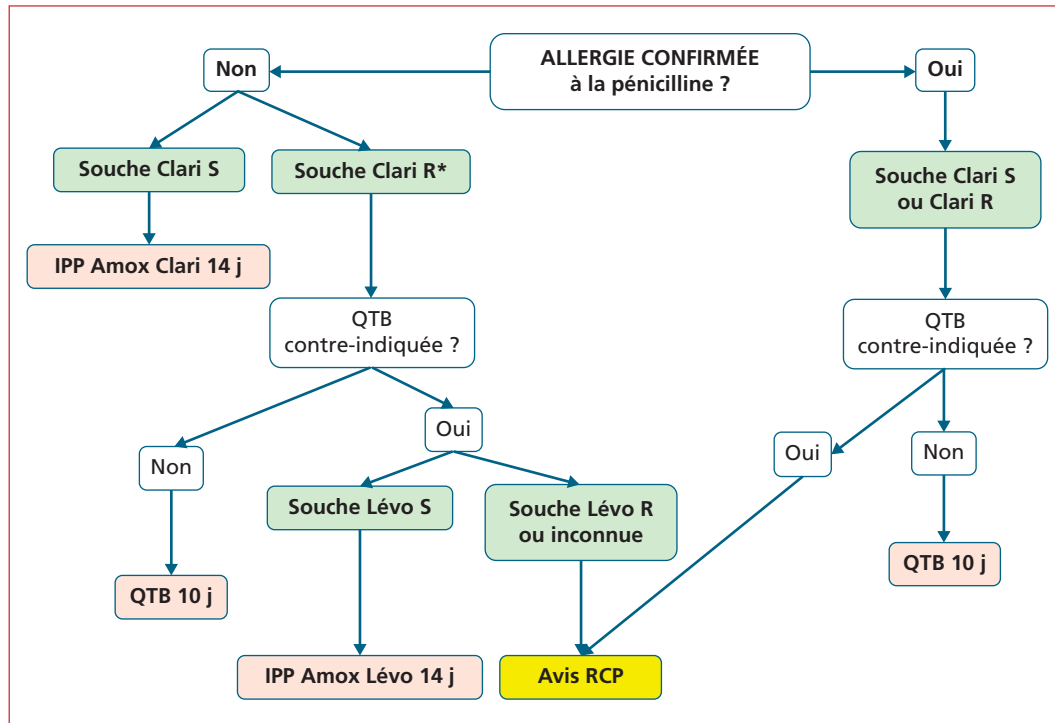 ALLERGIE CONFIRMÉE
à la pénicilline ?
Non
Oui
Souche Clari S
Souche Clari R*
Souche Clari S
ou Clari R
IPP Amox Clari 14 j
QTB
contre-indiquée ?
QTB
contre-indiquée ?
Non
Oui
Oui
Non
Souche Lévo S
Souche Lévo R
ou inconnue
QTB 10 j
QTB 10 j
IPP Amox Lévo 14 j
Avis RCP